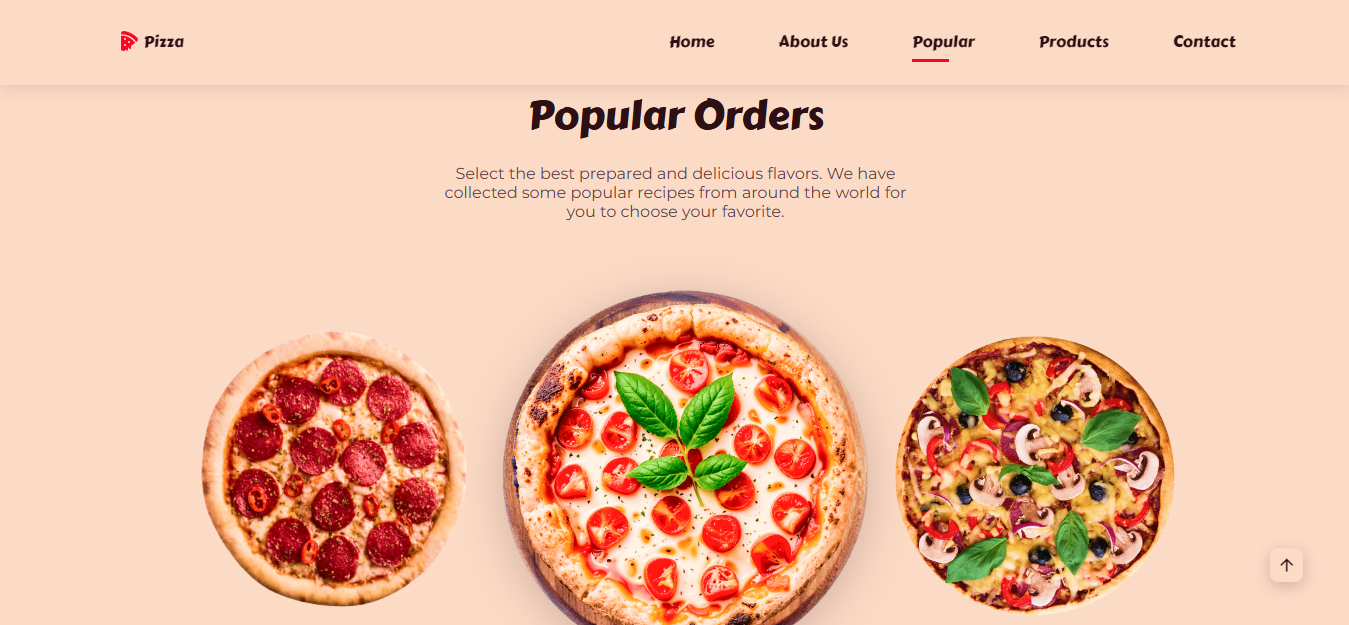 Pizza
Home
About Us
Popular
Products
Contact
Popular Orders
Select the best prepared and delicious flavors. We have
collected some popular recipes from around the world for
you to choose your favorite.